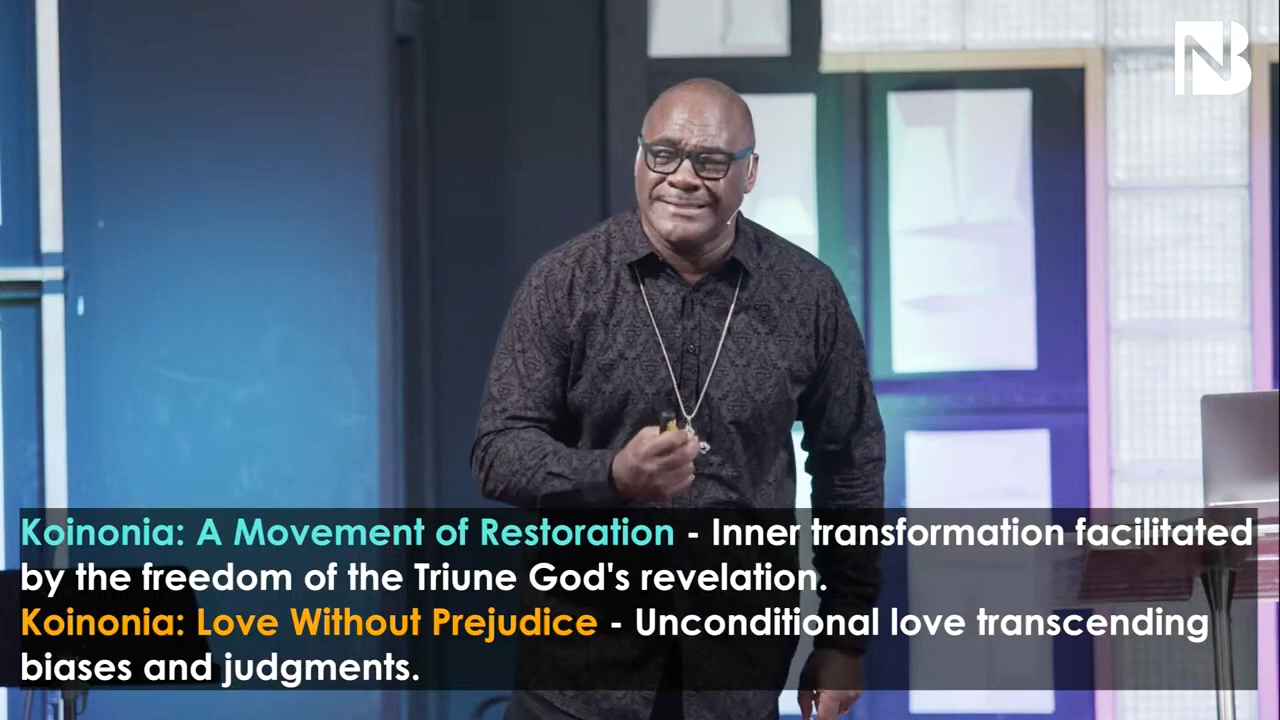 NB
Koinonia: A Movement of Restoration - Inner transformation facilitated
by the freedom of the Triune God's revelation.
Koinonia: Love Without Prejudice - Unconditional love transcending
biases and judgments.